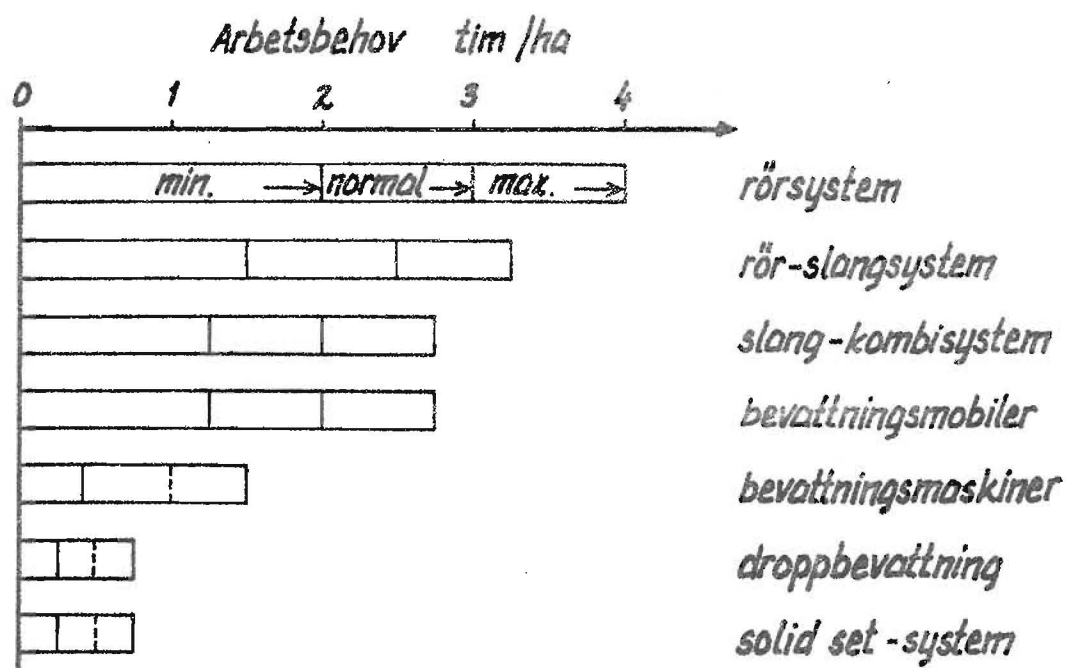 Arbetsbehov tim/ha
0 1 2 3 4
min. normal max. rörsystem
rör-slangsystem
slang-kombisystem
bevattningsmobiler
bevattningsmaskiner
droppbevattning
solid set-system